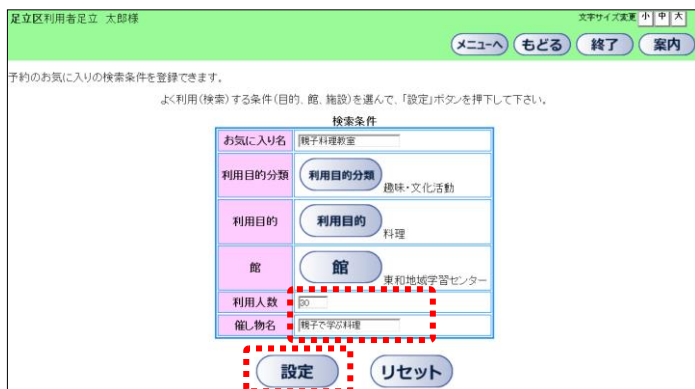 足立区利用者足立 太郎様
文字サイズ変更 小 中 大
メニューへ もどる 終了 案内
予約のお気に入りの検索条件を登録できます。
よく利用(検索)する条件(目的、館、施設)を選んで、「設定」ボタンを押下して下さい。
検索条件
お気に入り名 親子料理教室
利用目的分類 利用目的分類 趣味・文化活動
利用目的 利用目的 料理
館 館 東和地域学習センター
利用人数 30
催し物名 親子で学ぶ料理
設定 リセット